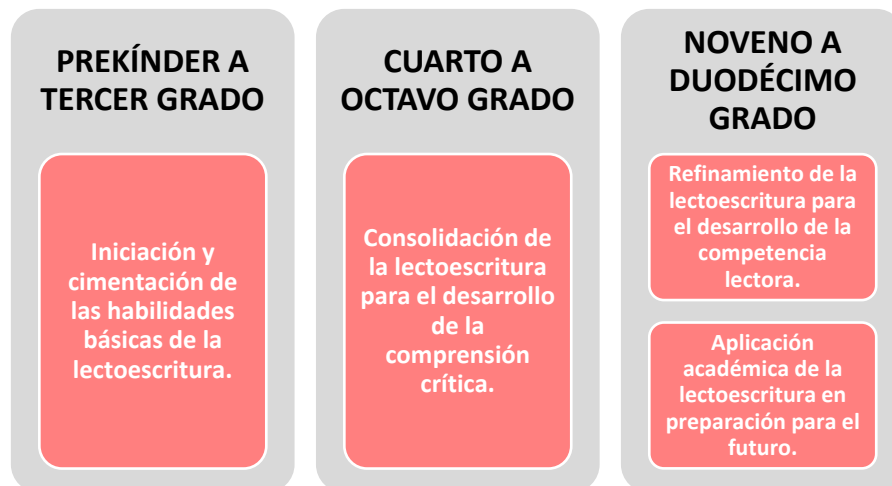 PREKÍNDER A
TERCER GRADO
Iniciación y
cimentación de
las habilidades
básicas de la
lectoescritura.
CUARTO A
OCTAVO GRADO
Consolidación de
la lectoescritura
para el desarrollo
de la
comprensión
crítica.
NOVENO A
DUODÉCIMO
GRADO
Refinamiento de la
lectoescritura para
el desarrollo de la
competencia
lectora.
Aplicación
académica de la
lectoescritura en
preparación para el
futuro.